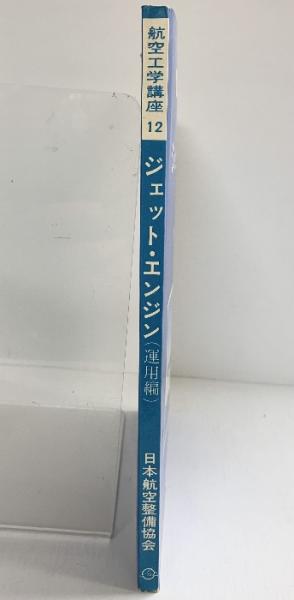 航空工学講座
12
ジェット・エンジン(運用編)
日本航空整備協会